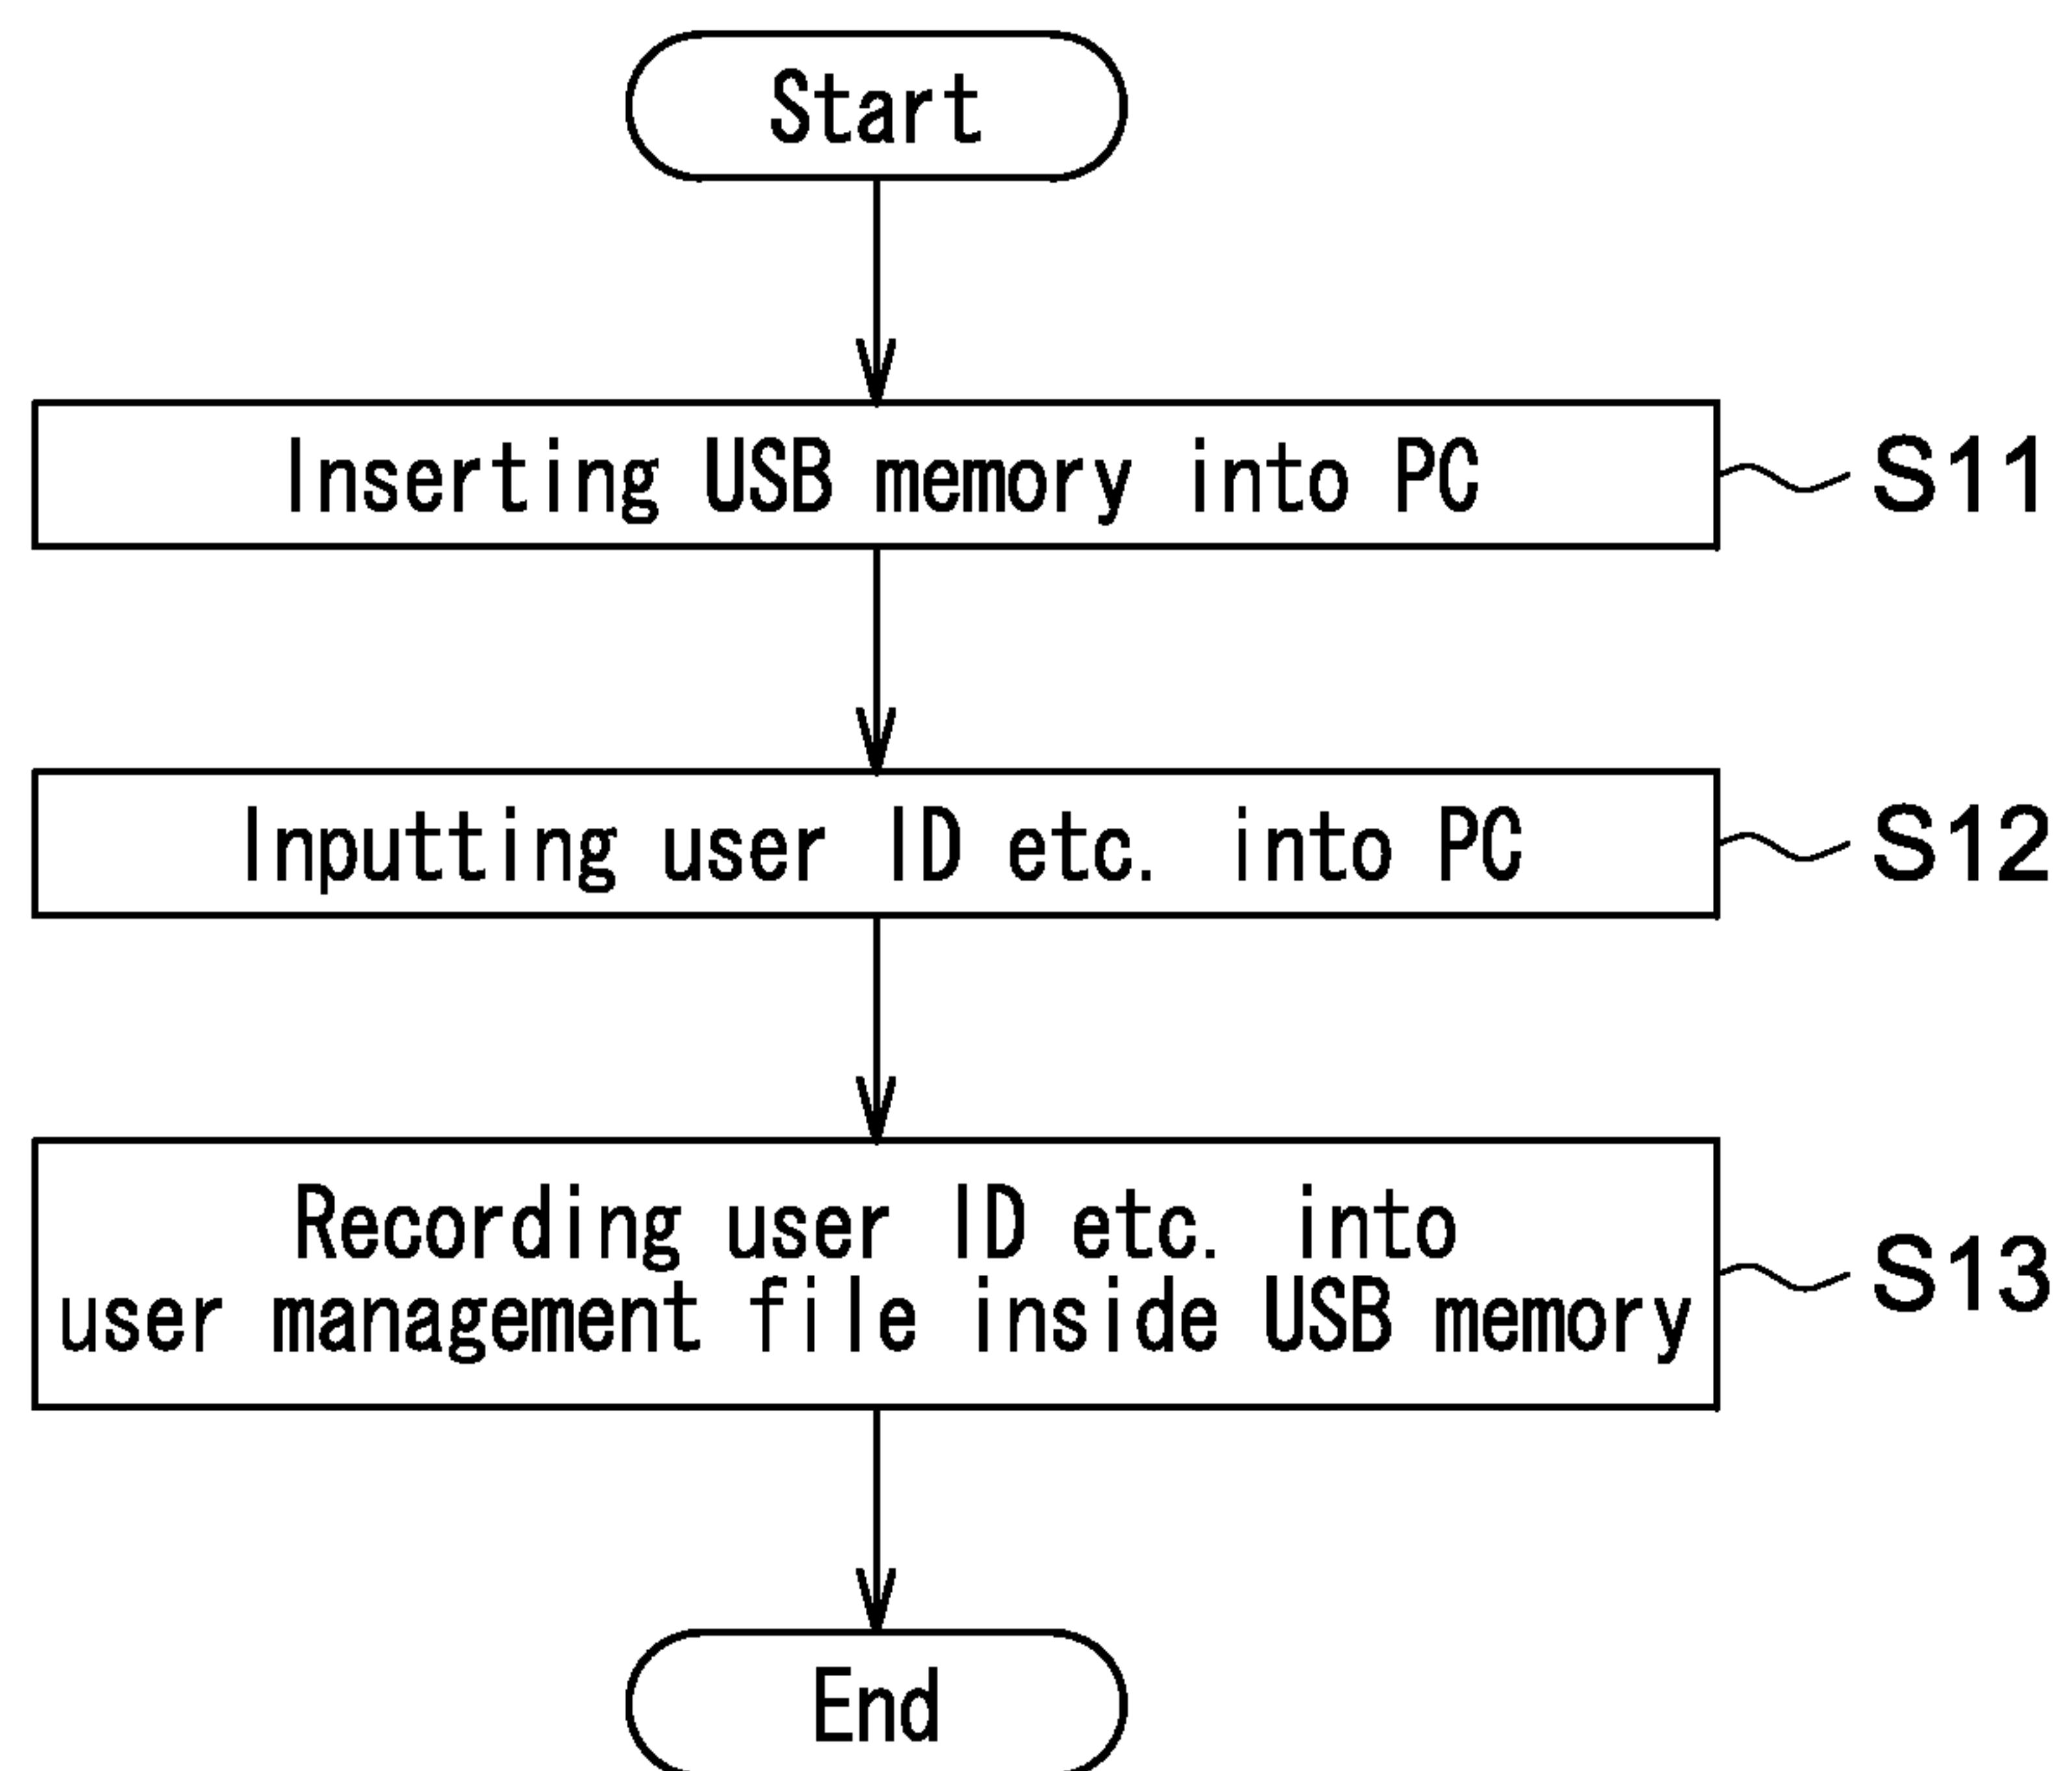 Start
Inserting USB memory into PC
S11
Inputting user ID etc. into PC
S12
Recording user ID etc. into
user management file inside USB memory
S13
End